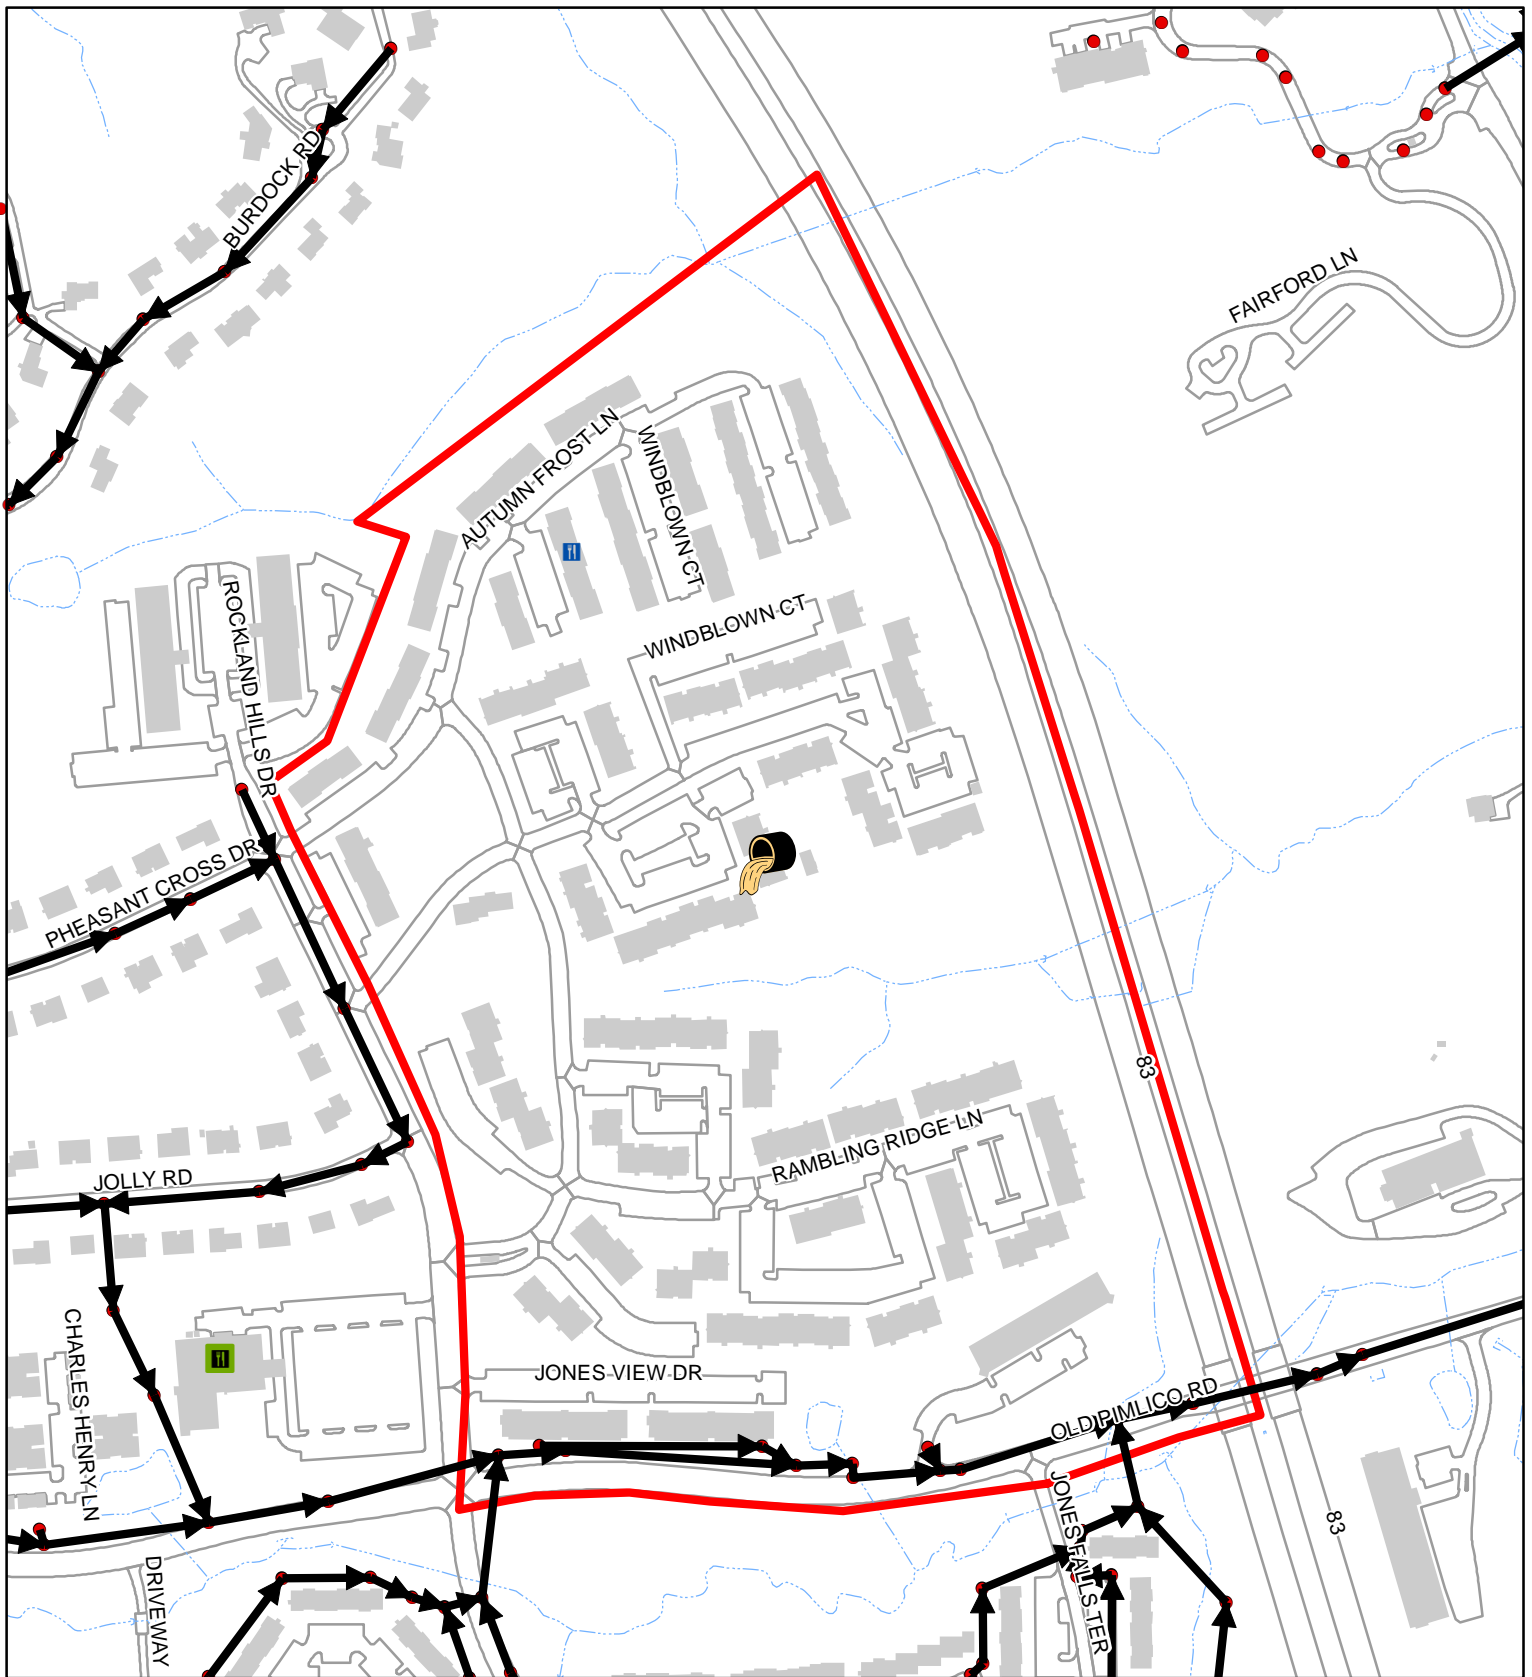 BURDOCK RD
FAIRFORD LN
AUTUMN FROST LN
WINDBLOWN CT
WINDBLOWN CT
ROCKLAND HILLS DR
PHEASANT CROSS DR
83
RAMBLING RIDGE LN
JOLLY RD
CHARLES HENRY LN
JONES VIEW DR
OLD PIMLICO RD
JONES FALLS TER
83
DRIVEWAY